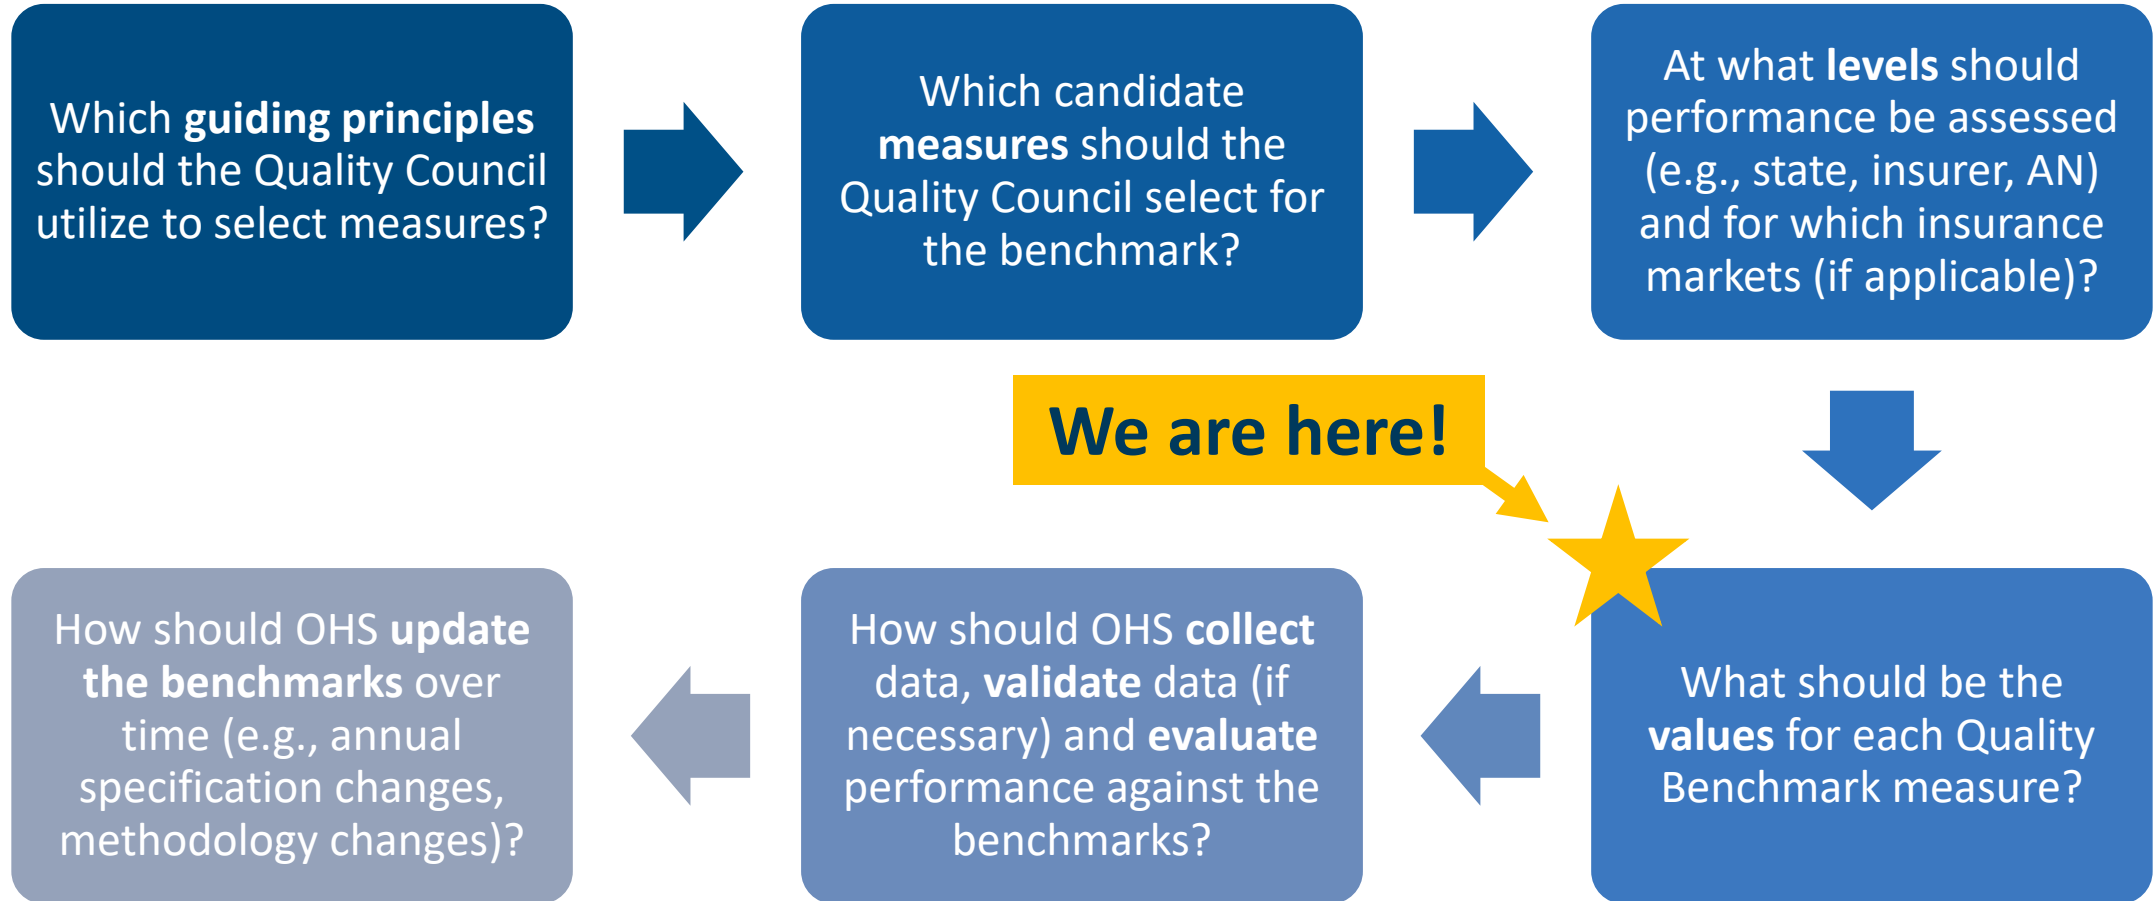 Which guiding principles
should the Quality Council
utilize to select measures?
Which candidate
measures should the
Quality Council select for
the benchmark?
At what levels should
performance be assessed
(e.g., state, insurer, AN)
and for which insurance
markets (if applicable)?
We are here!
What should be the
values for each Quality
Benchmark measure?
How should OHS collect
data, validate data (if
necessary) and evaluate
performance against the
benchmarks?
How should OHS update
the benchmarks over
time (e.g., annual
specification changes,
methodology changes)?